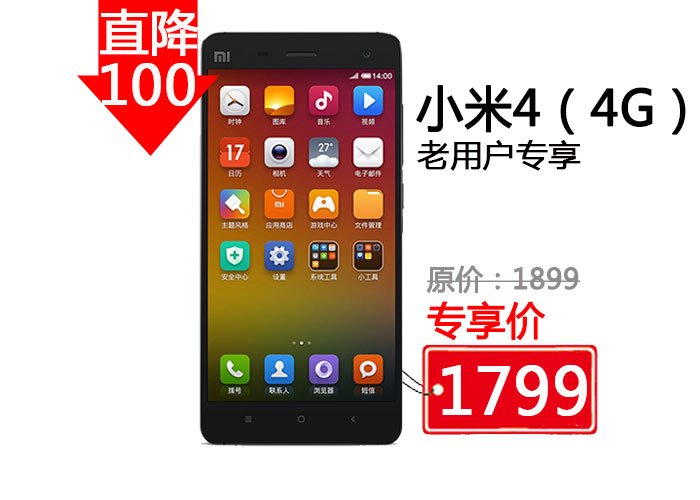 直降
100
小米4（4G）
老用户专享
原价：1899
专享价
1799
MI
14:00
时钟 图库 音乐 视频
17 27°
日历 相机 天气 电子邮件
MI
主题风格 应用商店 游戏中心 文件管理
安全中心 设置 系统工具 小工具
拨号 联系人 浏览器 短信